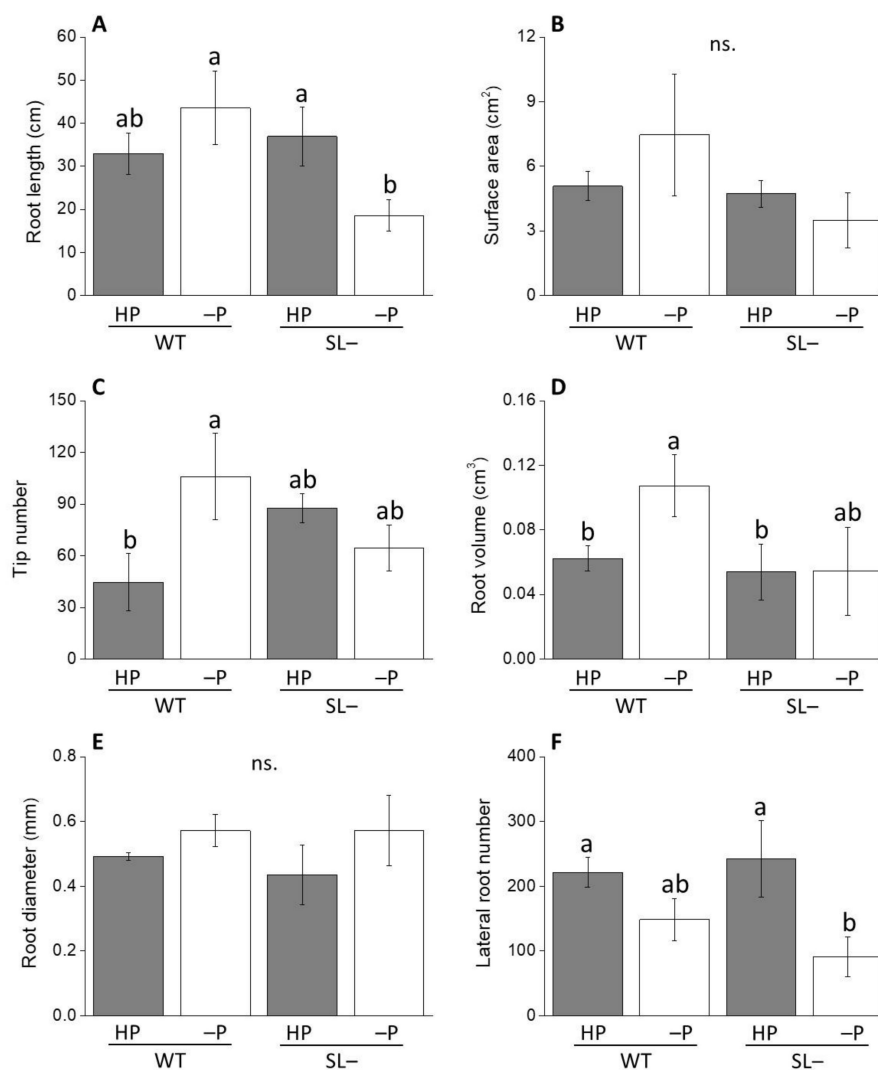 A
Root length (cm)
60
50
40
30
20
10
0
ab
a
a
b
HP –P HP –P
WT SL–
B
Surface area (cm²)
12
9
6
3
0
ns.
HP –P HP –P
WT SL–
C
Tip number
150
120
90
60
30
0
b
a
ab
ab
HP –P HP –P
WT SL–
D
Root volume (cm³)
0.16
0.12
0.08
0.04
0.00
b
a
b
ab
HP –P HP –P
WT SL–
E
Root diameter (mm)
0.8
0.6
0.4
0.2
0.0
ns.
HP –P HP –P
WT SL–
F
Lateral root number
400
300
200
100
0
a
ab
a
b
HP –P HP –P
WT SL–